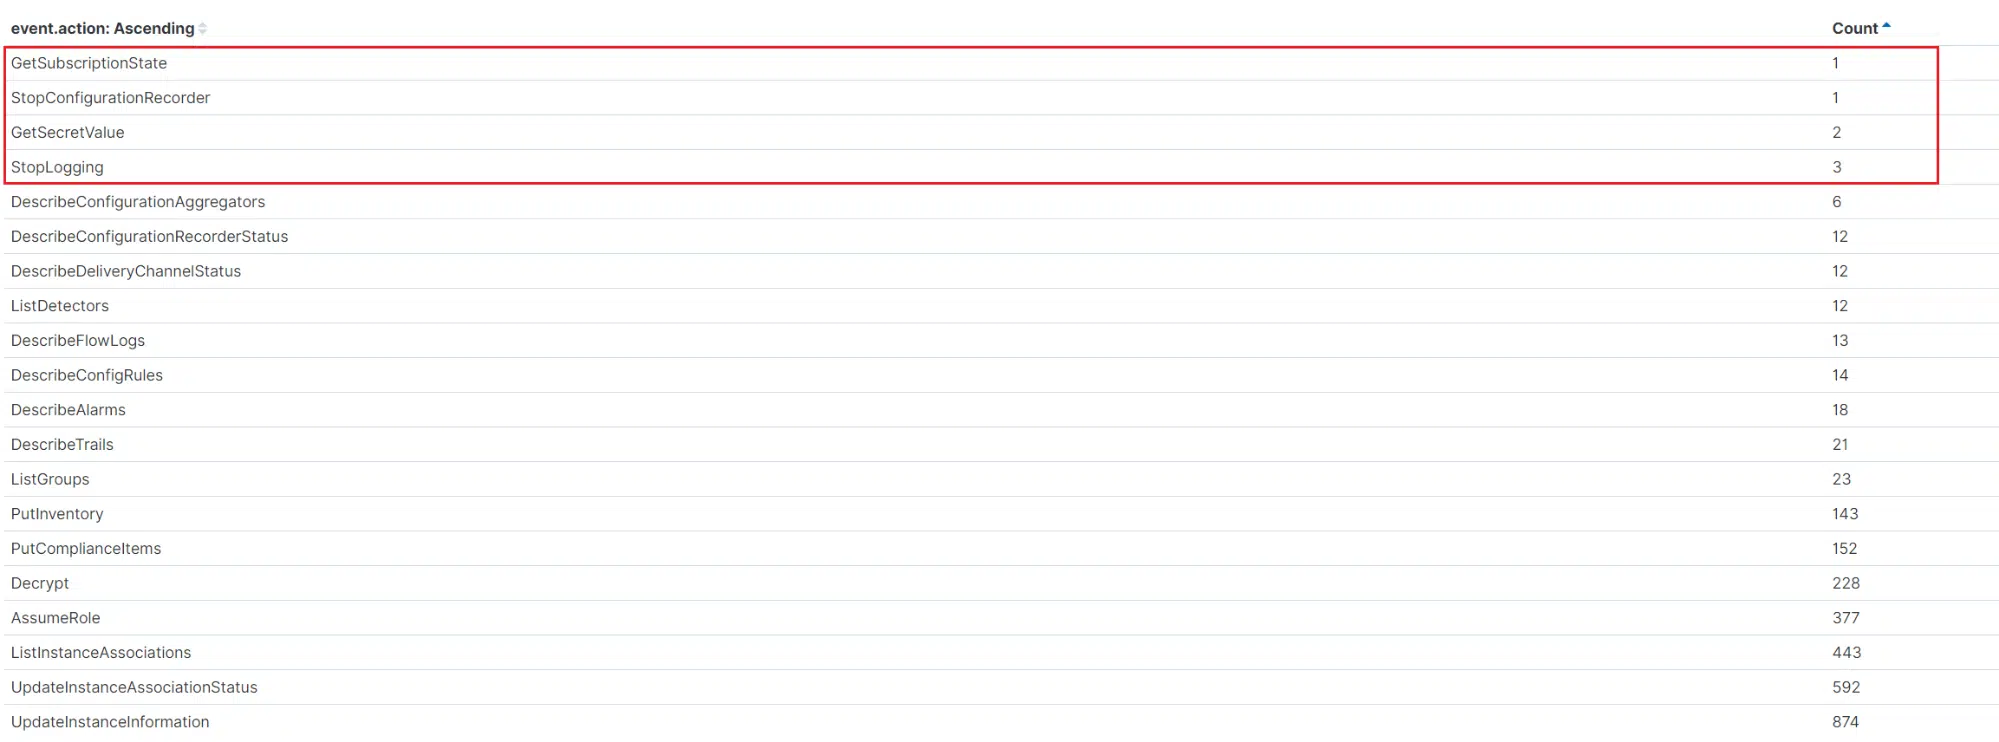 event.action: Ascending Count
GetSubscriptionState 1
StopConfigurationRecorder 1
GetSecretValue 2
StopLogging 3
DescribeConfigurationAggregators 6
DescribeConfigurationRecorderStatus 12
DescribeDeliveryChannelStatus 12
ListDetectors 12
DescribeFlowLogs 13
DescribeConfigRules 14
DescribeAlarms 18
DescribeTrails 21
ListGroups 23
PutInventory 143
PutComplianceItems 152
Decrypt 228
AssumeRole 377
ListInstanceAssociations 443
UpdateInstanceAssociationStatus 592
UpdateInstanceInformation 874